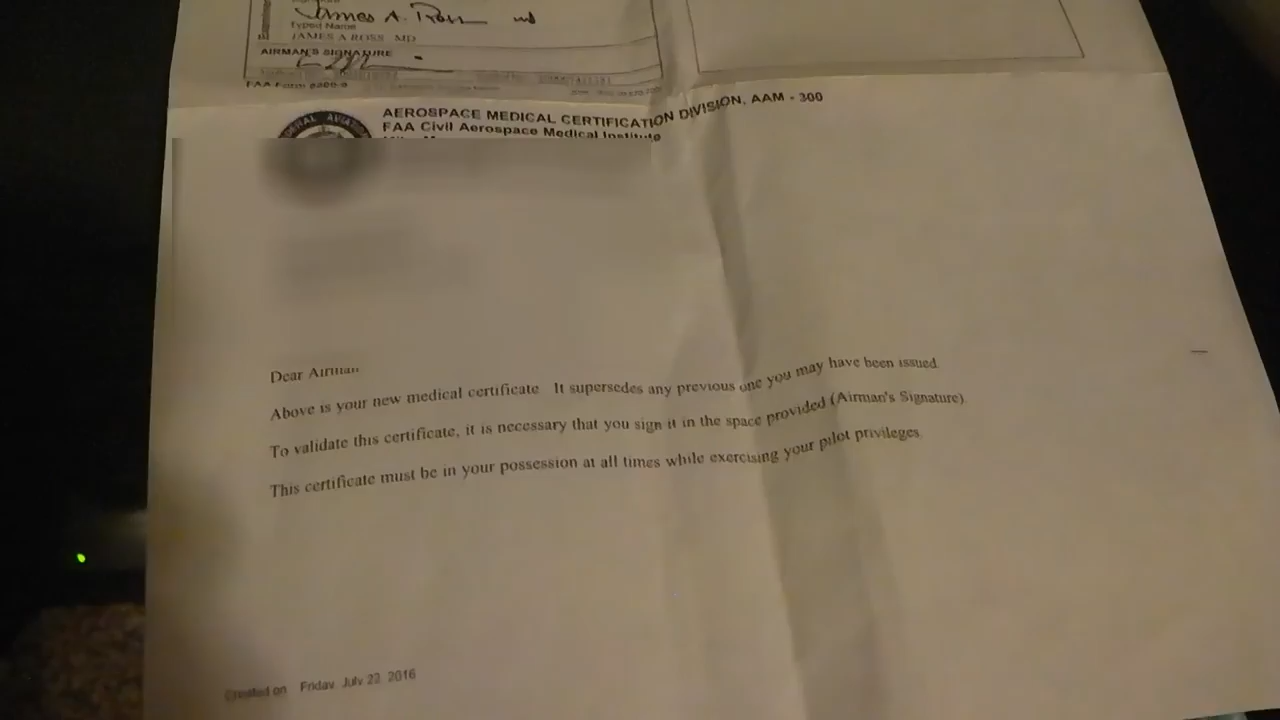 James A. Ross MD
Typed Name
JAMES A ROSS MD
AIRMAN'S SIGNATURE
FAA Form
AEROSPACE MEDICAL CERTIFICATION DIVISION, AAM - 300
FAA Civil Aerospace Medical Institute
Dear Airman
Above is your new medical certificate. It supersedes any previous one you may have been issued.
To validate this certificate, it is necessary that you sign it in the space provided (Airman's Signature).
This certificate must be in your possession at all times while exercising your pilot privileges.
Created on Friday, July 22, 2016